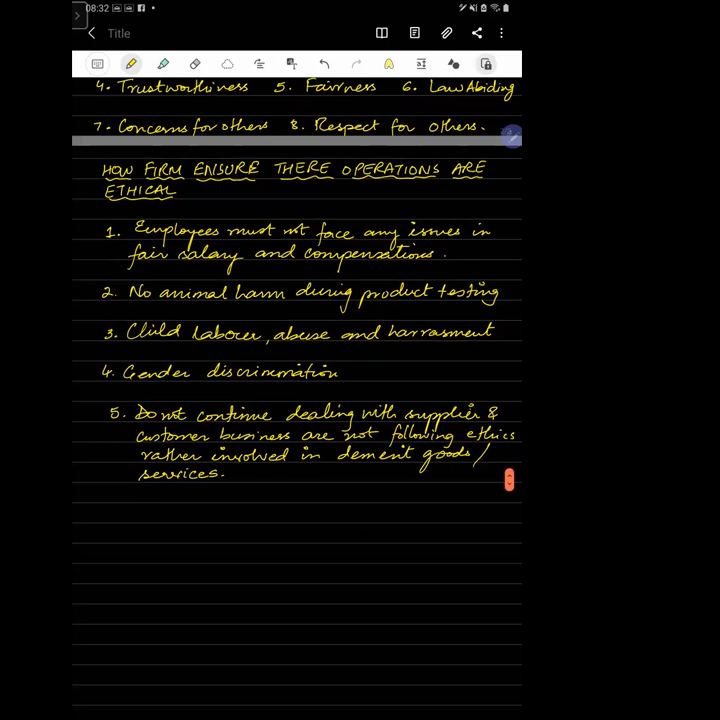 08:32
Title
4. Trustworthiness 5. Fairness 6. Law Abiding
7. Concerns for others 8. Respect for others.
HOW FIRM ENSURE THERE OPERATIONS ARE
ETHICAL
1. Employees must not face any issues in
fair salary and compensations.
2. No animal harm during product testing
3. Child laborer, abuse and harrasment
4. Gender discrimination
5. Do not continue dealing with supplier &
customer business are not following ethics
rather involved in dement goods/
services.